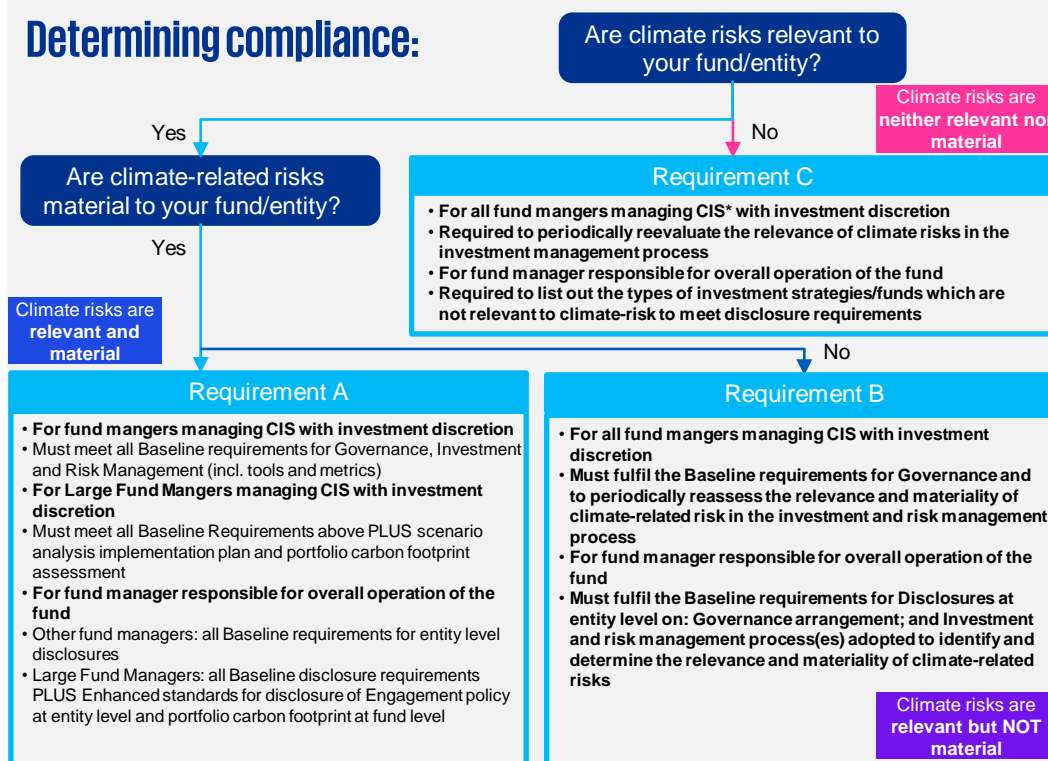 Determining compliance:
Are climate risks relevant to
your fund/entity?
Climate risks are
neither relevant nor
material
Yes
No
Are climate-related risks
material to your fund/entity?
Requirement C
• For all fund mangers managing CIS* with investment discretion
• Required to periodically reevaluate the relevance of climate risks in the
investment management process
• For fund manager responsible for overall operation of the fund
• Required to list out the types of investment strategies/funds which are
not relevant to climate-risk to meet disclosure requirements
Yes
Climate risks are
relevant and
material
No
Requirement A
• For fund mangers managing CIS with investment discretion
• Must meet all Baseline requirements for Governance, Investment
and Risk Management (incl. tools and metrics)
• For Large Fund Mangers managing CIS with investment
discretion
• Must meet all Baseline Requirements above PLUS scenario
analysis implementation plan and portfolio carbon footprint
assessment
• For fund manager responsible for overall operation of the
fund
• Other fund managers: all Baseline requirements for entity level
disclosures
• Large Fund Managers: all Baseline disclosure requirements
PLUS Enhanced standards for disclosure of Engagement policy
at entity level and portfolio carbon footprint at fund level
Requirement B
• For all fund mangers managing CIS with investment
discretion
• Must fulfil the Baseline requirements for Governance and
to periodically reassess the relevance and materiality of
climate-related risk in the investment and risk management
process
• For fund manager responsible for overall operation of the
fund
• Must fulfil the Baseline requirements for Disclosures at
entity level on: Governance arrangement; and Investment
and risk management process(es) adopted to identify and
determine the relevance and materiality of climate-related
risks
Climate risks are
relevant but NOT
material